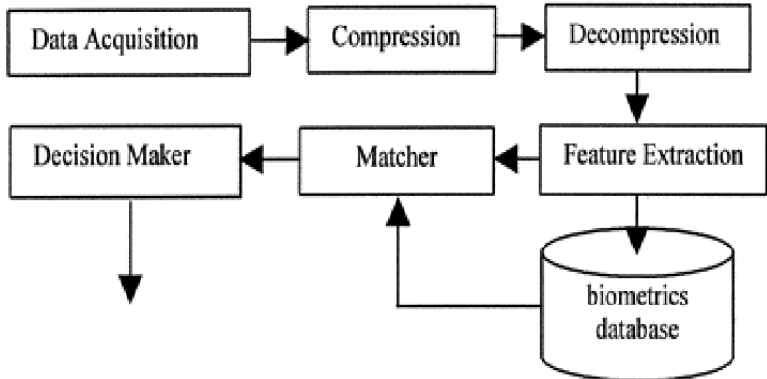 Data Acquisition
Compression
Decompression
Decision Maker
Matcher
Feature Extraction
biometrics
database